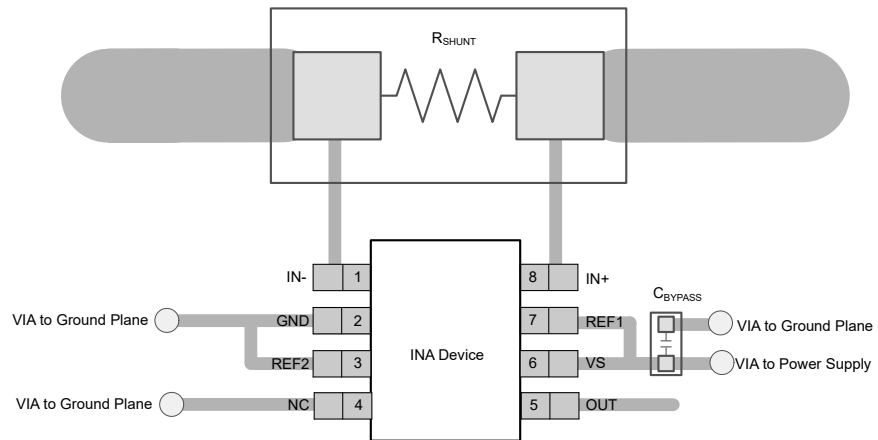 RSHUNT
IN- 1
8 IN+
CBYPASS
VIA to Ground Plane
GND 2
7 REF1
VIA to Ground Plane
INA Device
REF2 3
6 VS
VIA to Power Supply
VIA to Ground Plane
NC 4
5 OUT